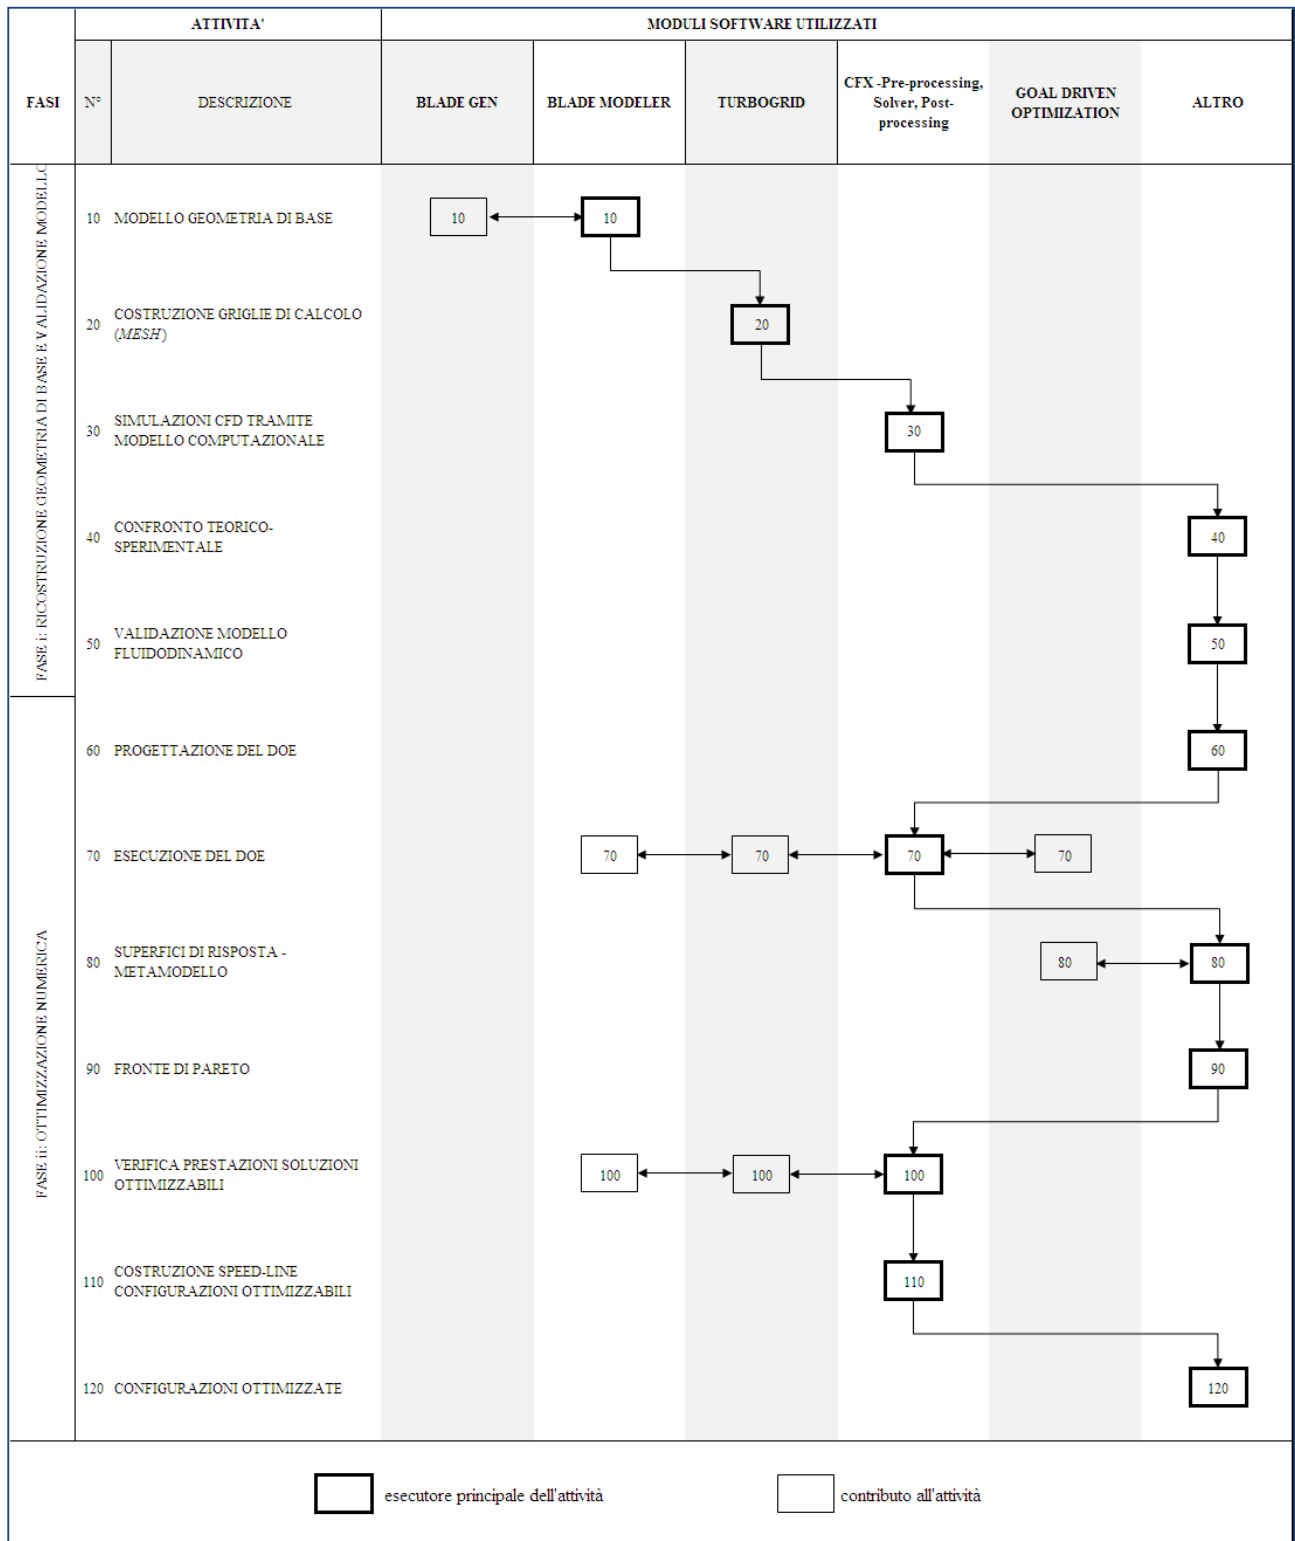 ATTIVITA'
MODULI SOFTWARE UTILIZZATI
FASI
N°
DESCRIZIONE
BLADE GEN
BLADE MODELER
TURBOGRID
CFX -Pre-processing,
Solver, Post-
processing
GOAL DRIVEN
OPTIMIZATION
ALTRO
FASE i: RICOSTRUZIONE GEOMETRIA DI BASE E VALIDAZIONE MODELLO
10 MODELLO GEOMETRIA DI BASE
10
10
20
COSTRUZIONE GRIGLIE DI CALCOLO
(MESH)
20
30
SIMULAZIONI CFD TRAMITE
MODELLO COMPUTAZIONALE
30
40
CONFRONTO TEORICO-
SPERIMENTALE
40
50
VALIDAZIONE MODELLO
FLUIDODINAMICO
50
FASE ii: OTTIMIZZAZIONE NUMERICA
60 PROGETTAZIONE DEL DOE
60
70 ESECUZIONE DEL DOE
70
70
70
70
80
SUPERFICI DI RISPOSTA -
METAMODELLO
80
80
90 FRONTE DI PARETO
90
100
VERIFICA PRESTAZIONI SOLUZIONI
OTTIMIZZABILI
100
100
100
110
COSTRUZIONE SPEED-LINE
CONFIGURAZIONI OTTIMIZZABILI
110
120 CONFIGURAZIONI OTTIMIZZATE
120
esecutore principale dell'attività
contributo all'attività